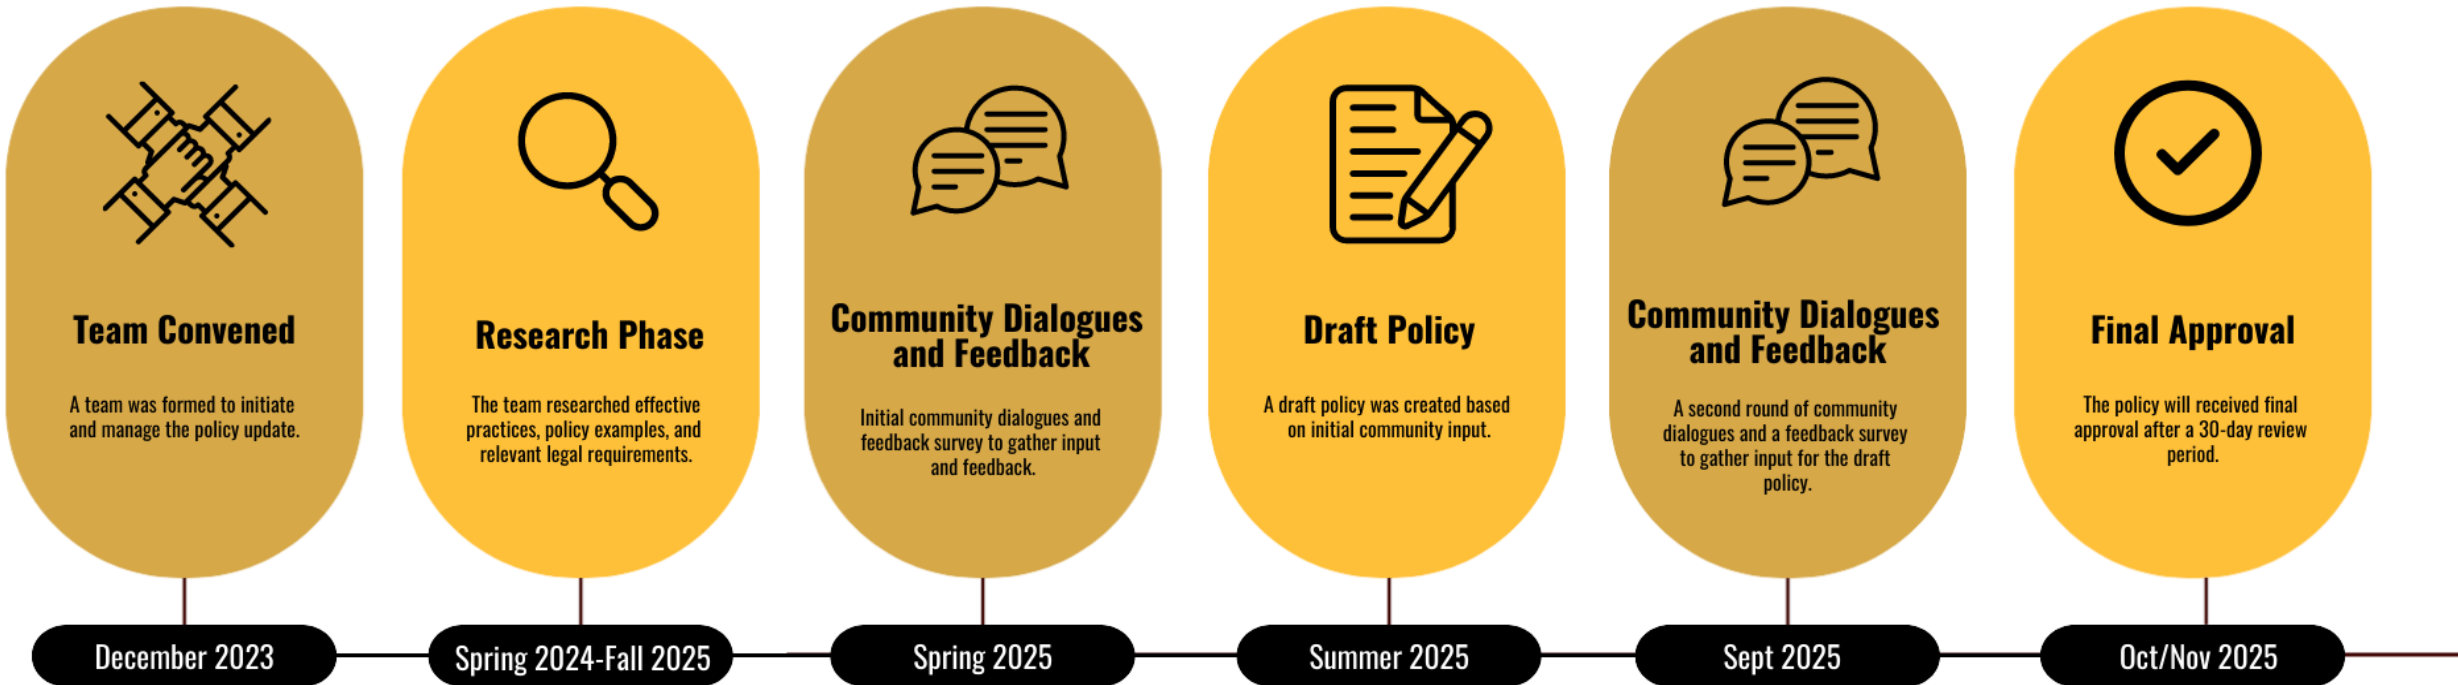 Team Convened
A team was formed to initiate
and manage the policy update.
December 2023
Research Phase
The team researched effective
practices, policy examples, and
relevant legal requirements.
Spring 2024-Fall 2025
Community Dialogues
and Feedback
Initial community dialogues and
feedback survey to gather input
and feedback.
Spring 2025
Draft Policy
A draft policy was created based
on initial community input.
Summer 2025
Community Dialogues
and Feedback
A second round of community
dialogues and a feedback survey
to gather input for the draft
policy.
Sept 2025
Final Approval
The policy will received final
approval after a 30-day review
period.
Oct/Nov 2025